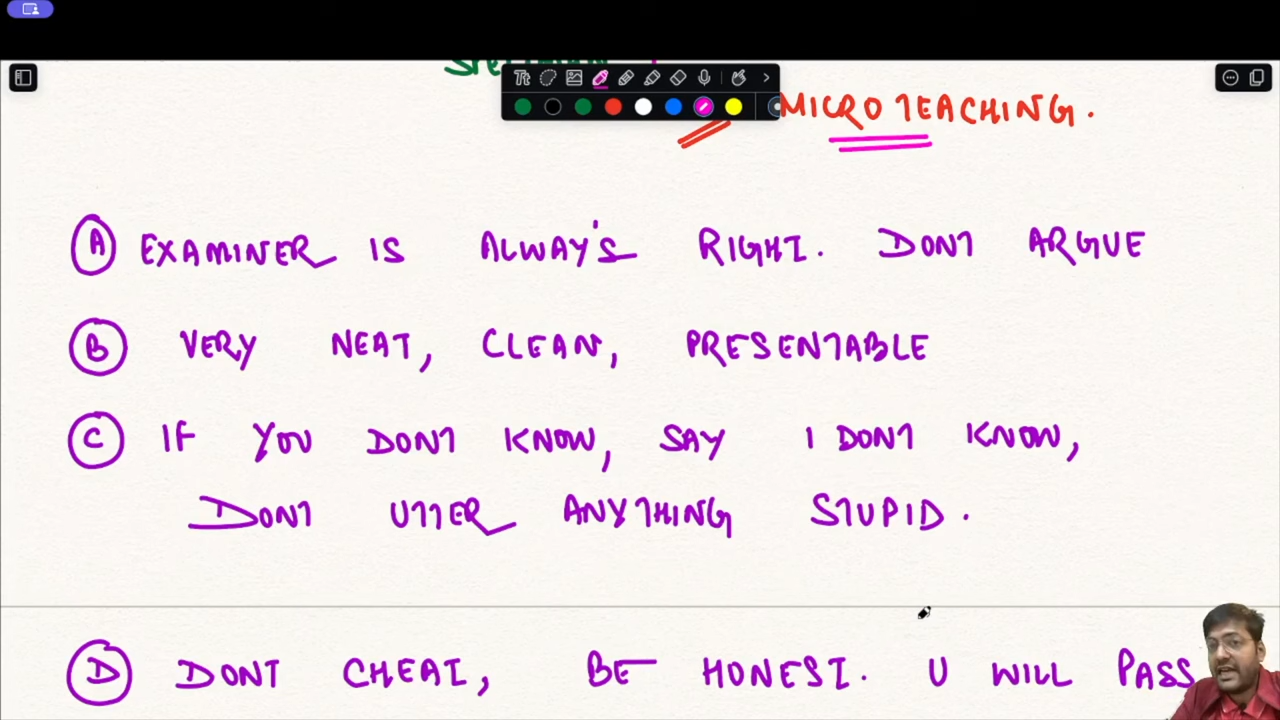 Tt
MICRO TEACHING.
A EXAMINER IS ALWAY'S RIGHT. DONT ARGUE
B VERY NEAT, CLEAN, PRESENTABLE
C IF YOU DONT KNOW, SAY I DONT KNOW,
DONT UTTER ANYTHING STUPID.
D DONT CHEAT, BE HONEST. U WILL PASS